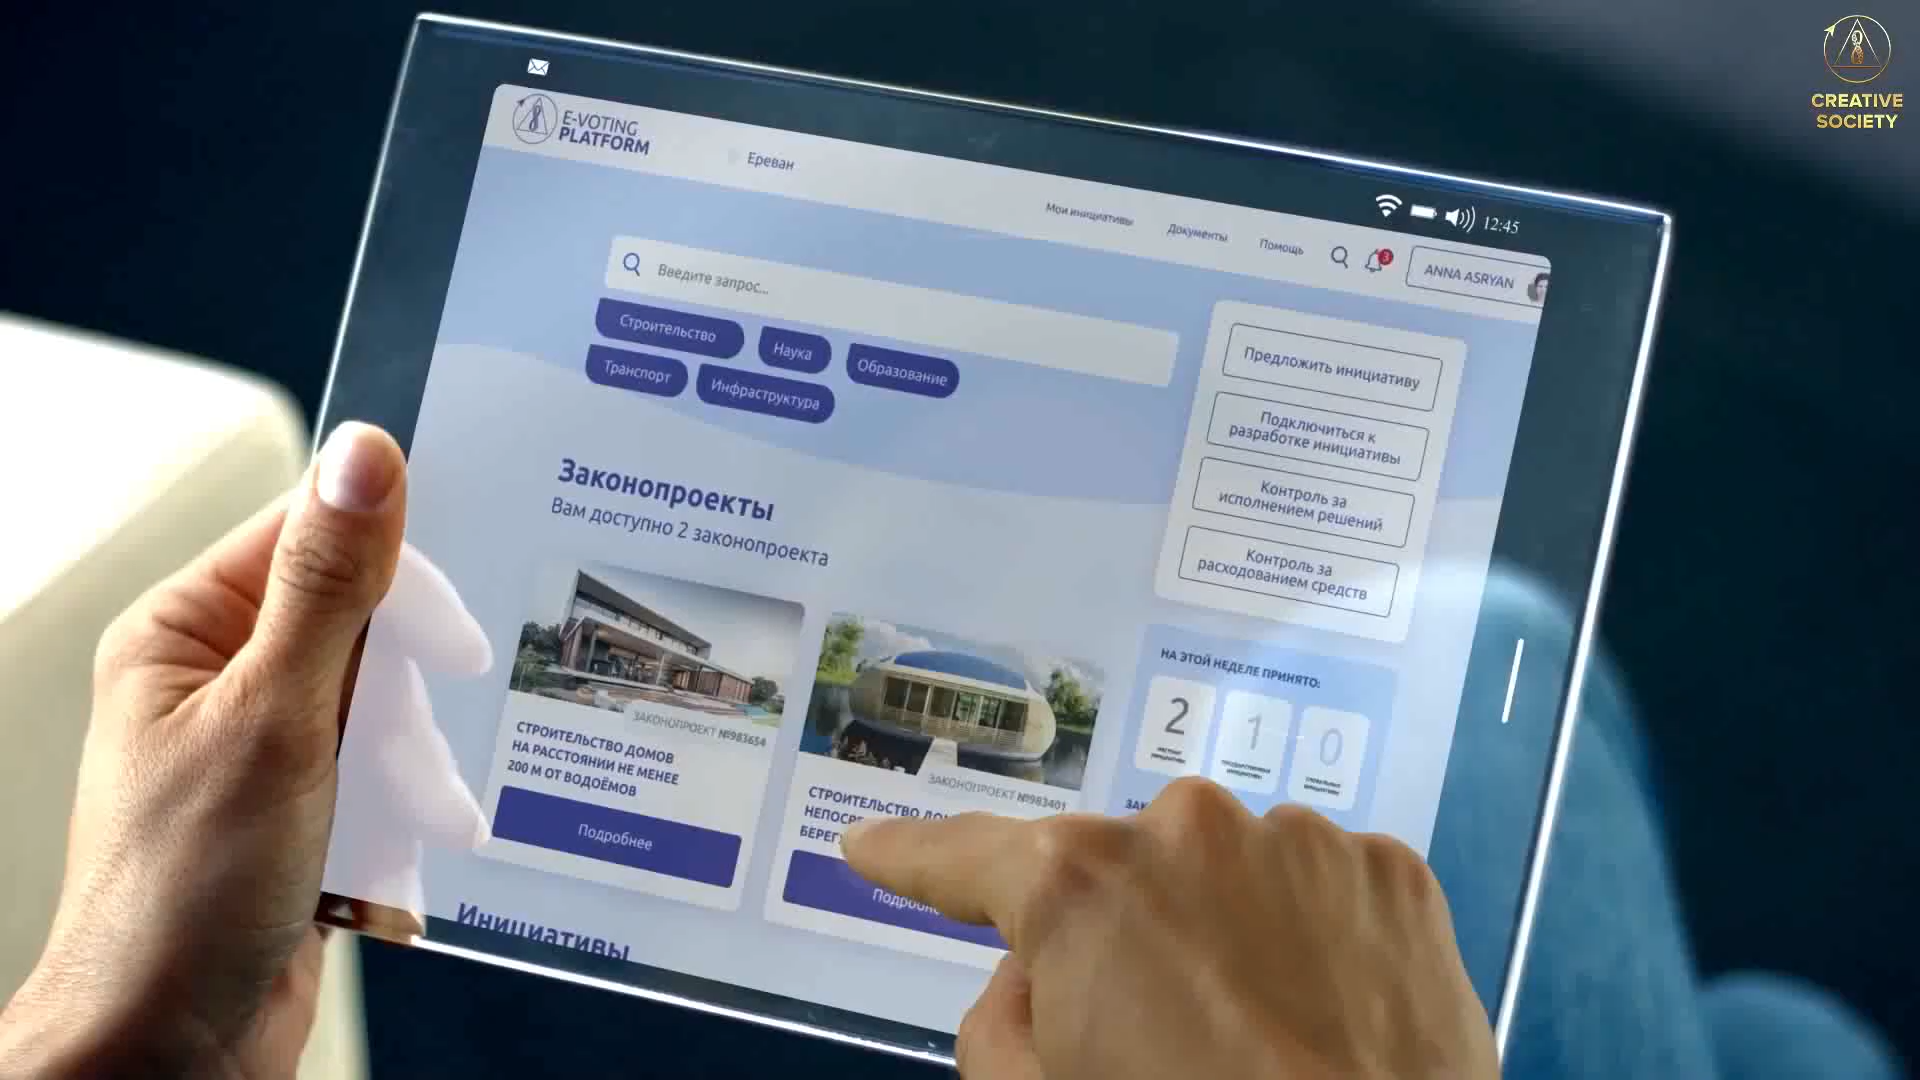 CREATIVE
SOCIETY
E-VOTING
PLATFORM
Ереван
12:45
Мои инициативы
Документы
Помощь
3
ANNA ASRYAN
Введите запрос...
Строительство
Наука
Образование
Транспорт
Инфраструктура
Предложить инициативу
Подключиться к
разработке инициативы
Контроль за
исполнением решений
Контроль за
расходованием средств
Законопроекты
Вам доступно 2 законопроекта
ЗАКОНОПРОЕКТ №983654
СТРОИТЕЛЬСТВО ДОМОВ
НА РАССТОЯНИИ НЕ МЕНЕЕ
200 М ОТ ВОДОЁМОВ
Подробнее
ЗАКОНОПРОЕКТ №983401
СТРОИТЕЛЬСТВО
НА ЭТОЙ НЕДЕЛЕ ПРИНЯТО:
2
1
0
Инициативы